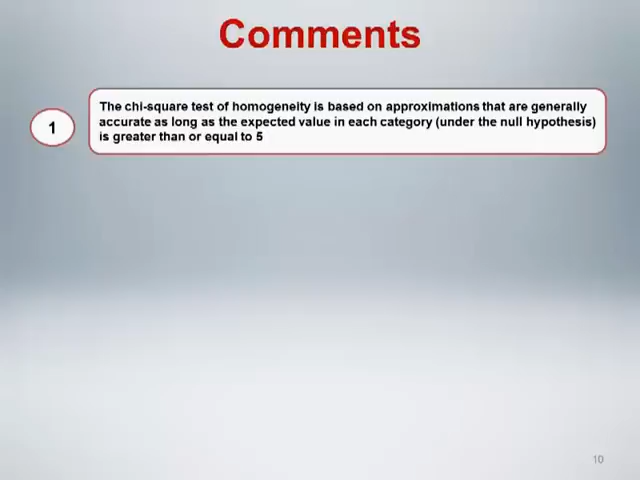 Comments
1
The chi-square test of homogeneity is based on approximations that are generally
accurate as long as the expected value in each category (under the null hypothesis)
is greater than or equal to 5
10